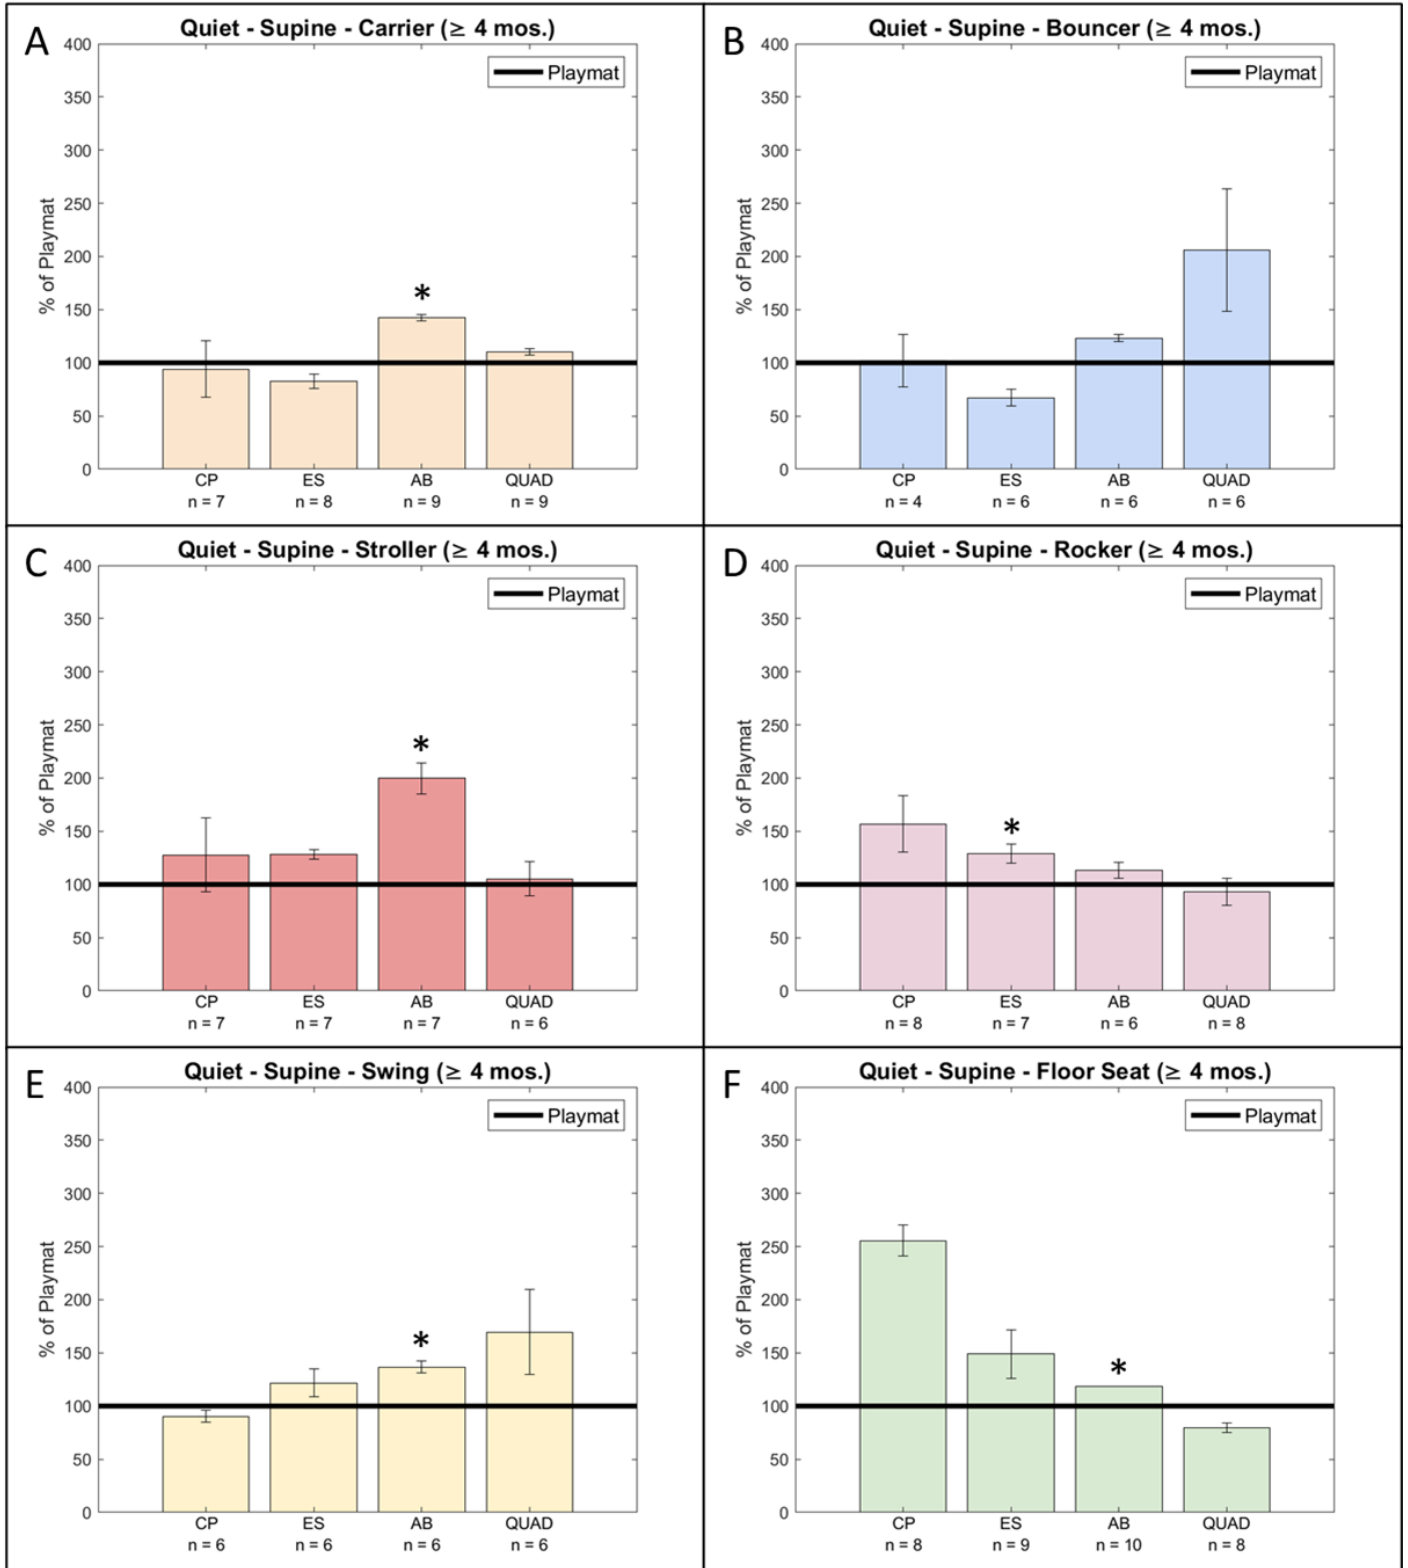 A
Quiet - Supine - Carrier (≥ 4 mos.)
400
350
300
250
200
150
100
50
0
% of Playmat
Playmat
*
CP ES AB QUAD
n = 7 n = 8 n = 9 n = 9
B
Quiet - Supine - Bouncer (≥ 4 mos.)
400
350
300
250
200
150
100
50
0
% of Playmat
Playmat
CP ES AB QUAD
n = 4 n = 6 n = 6 n = 6
C
Quiet - Supine - Stroller (≥ 4 mos.)
400
350
300
250
200
150
100
50
0
% of Playmat
Playmat
*
CP ES AB QUAD
n = 7 n = 7 n = 7 n = 6
D
Quiet - Supine - Rocker (≥ 4 mos.)
400
350
300
250
200
150
100
50
0
% of Playmat
Playmat
*
CP ES AB QUAD
n = 8 n = 7 n = 6 n = 8
E
Quiet - Supine - Swing (≥ 4 mos.)
400
350
300
250
200
150
100
50
0
% of Playmat
Playmat
*
CP ES AB QUAD
n = 6 n = 6 n = 6 n = 6
F
Quiet - Supine - Floor Seat (≥ 4 mos.)
400
350
300
250
200
150
100
50
0
% of Playmat
Playmat
*
CP ES AB QUAD
n = 8 n = 9 n = 10 n = 8